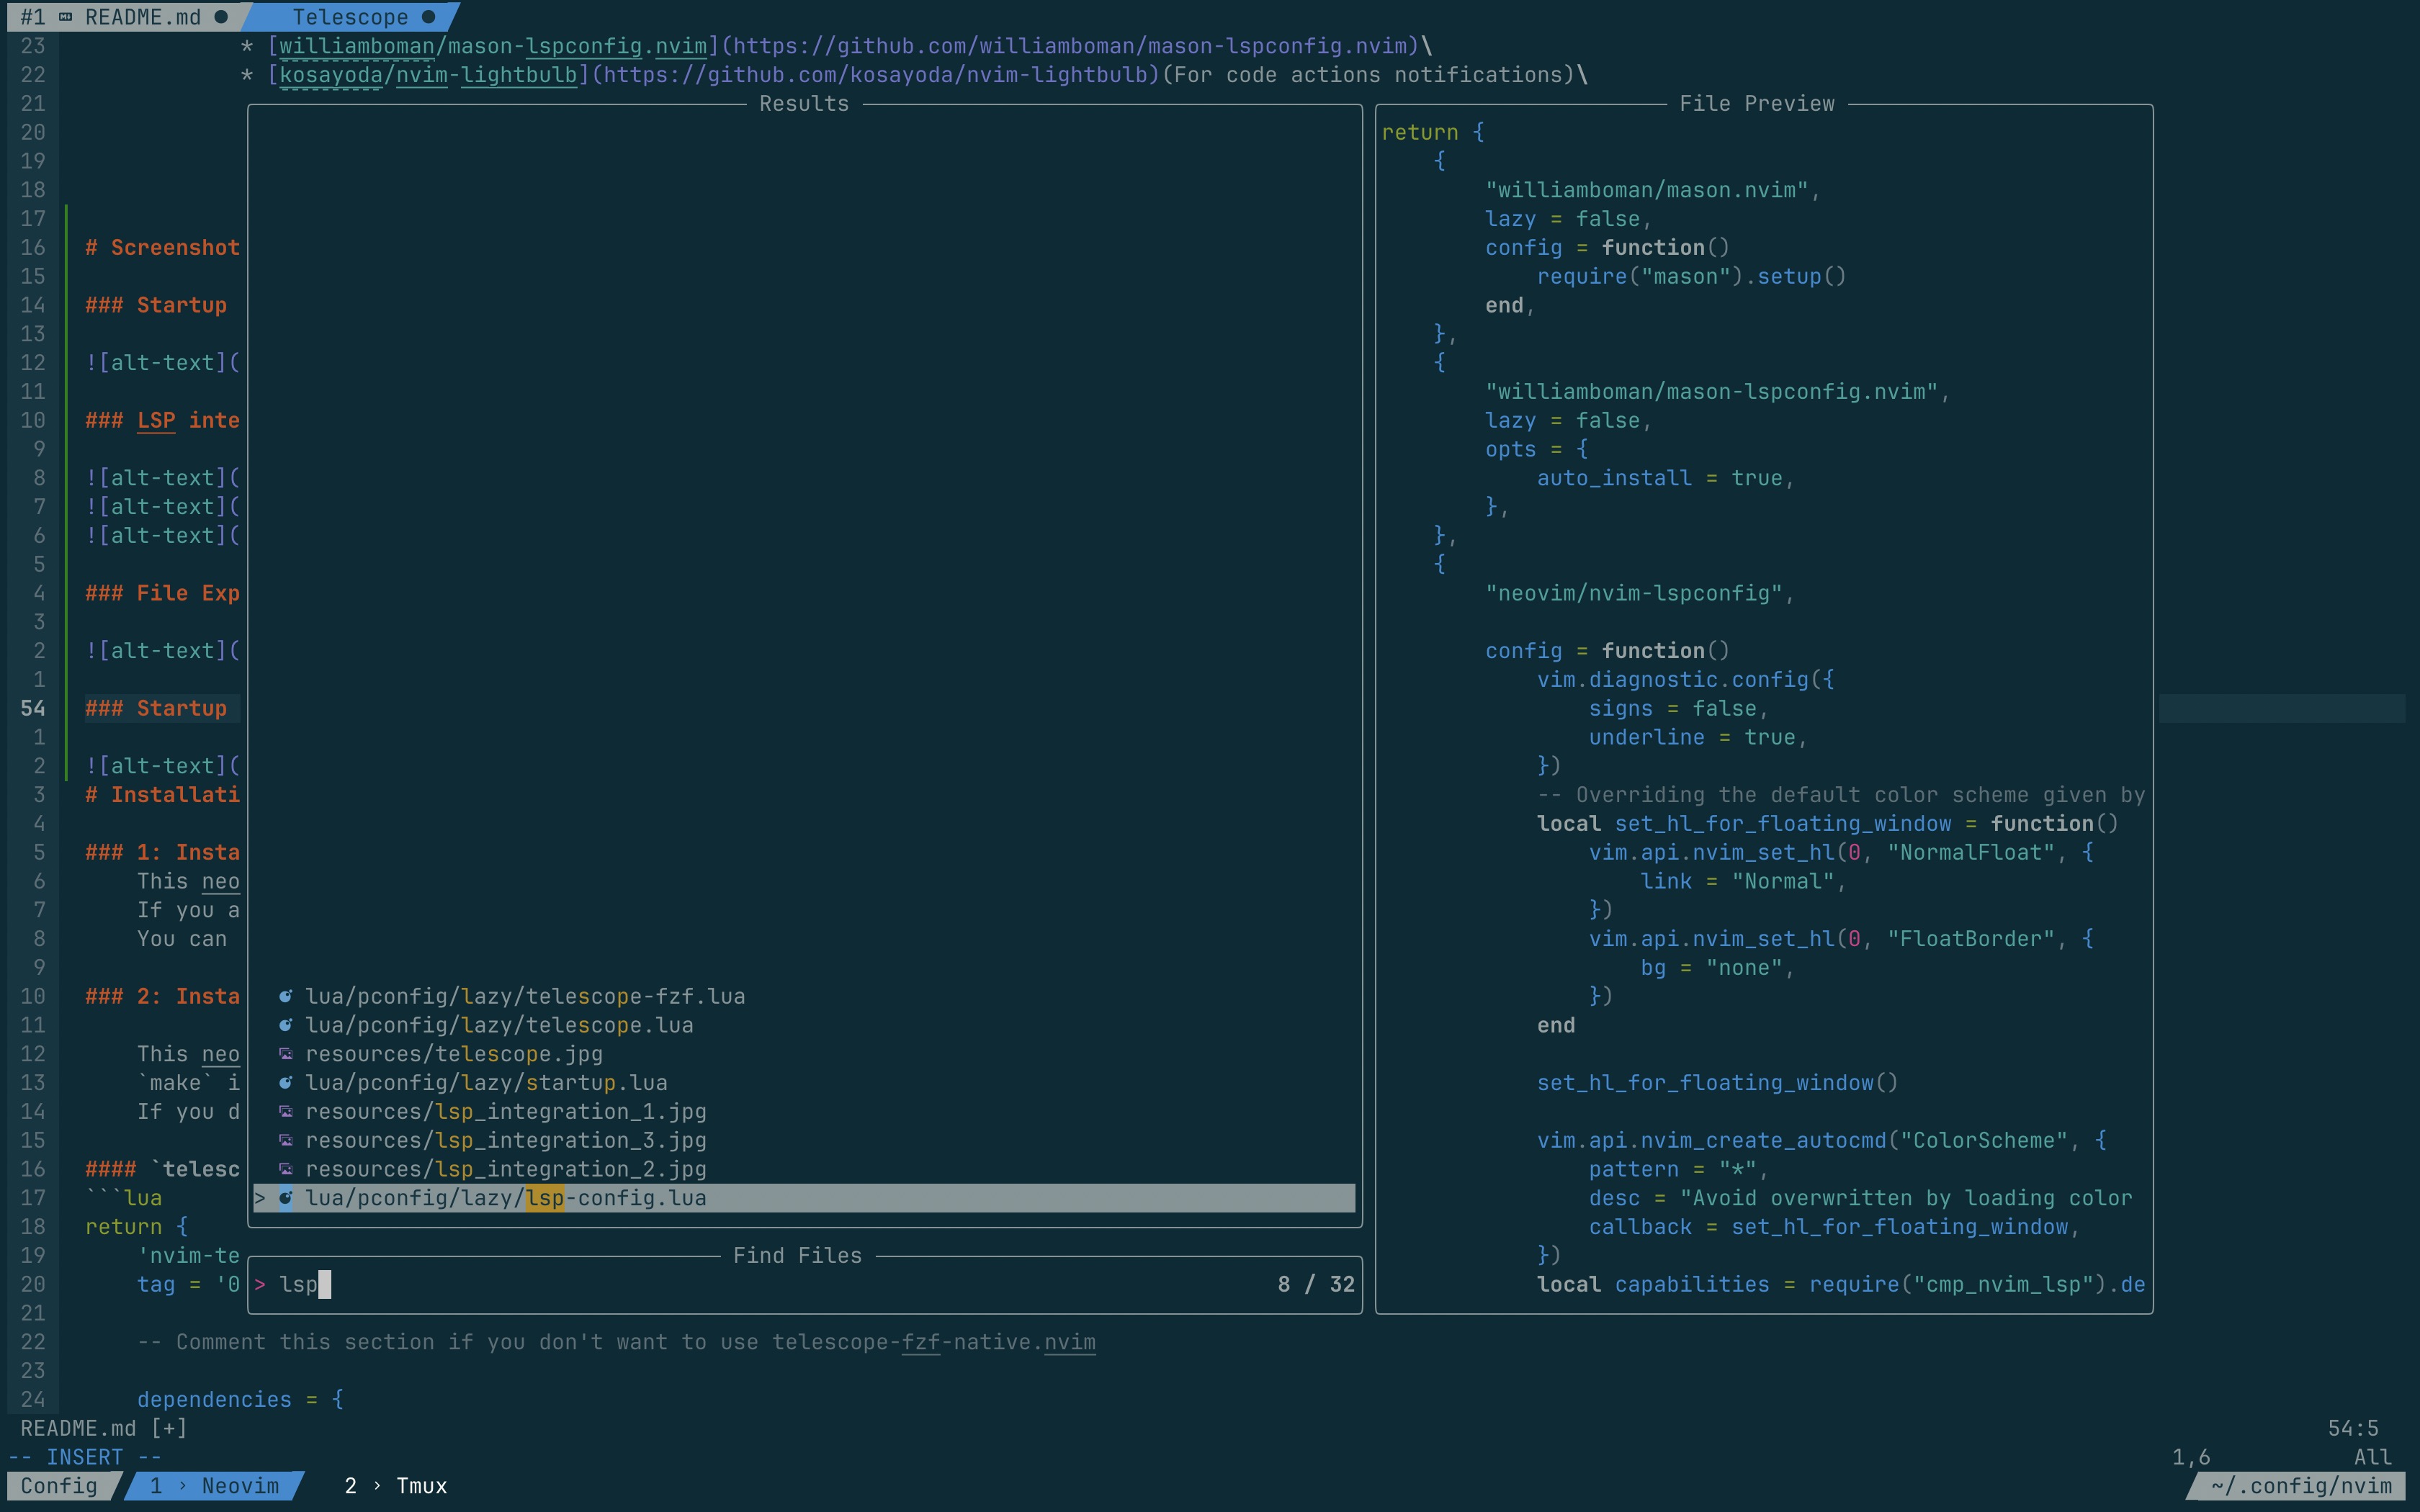 #1 README.md ● Telescope ●
23 * [williamboman/mason-lspconfig.nvim](https://github.com/williamboman/mason-lspconfig.nvim)\
22 * [kosayoda/nvim-lightbulb](https://github.com/kosayoda/nvim-lightbulb)(For code actions notifications)\
21
20
19
18
17
16 # Screenshot
15
14 ### Startup
13
12 ![alt-text](
11
10 ### LSP inte
9
8 ![alt-text](
7 ![alt-text](
6 ![alt-text](
5
4 ### File Exp
3
2 ![alt-text](
1
54 ### Startup
1
2 ![alt-text](
3 # Installati
4
5 ### 1: Insta
6 This neo
7 If you a
8 You can
9
10 ### 2: Insta
11
12 This neo
13 `make` i
14 If you d
15
16 #### `telesc
17 ```lua
18 return {
19 'nvim-te
20 tag = '0
21
22 -- Comment this section if you don't want to use telescope-fzf-native.nvim
23
24 dependencies = {
Results
lua/pconfig/lazy/telescope-fzf.lua
lua/pconfig/lazy/telescope.lua
resources/telescope.jpg
lua/pconfig/lazy/startup.lua
resources/lsp_integration_1.jpg
resources/lsp_integration_3.jpg
resources/lsp_integration_2.jpg
> lua/pconfig/lazy/lsp-config.lua
Find Files
> lsp 8 / 32
File Preview
return {
{
"williamboman/mason.nvim",
lazy = false,
config = function()
require("mason").setup()
end,
},
{
"williamboman/mason-lspconfig.nvim",
lazy = false,
opts = {
auto_install = true,
},
},
{
"neovim/nvim-lspconfig",
config = function()
vim.diagnostic.config({
signs = false,
underline = true,
})
-- Overriding the default color scheme given by
local set_hl_for_floating_window = function()
vim.api.nvim_set_hl(0, "NormalFloat", {
link = "Normal",
})
vim.api.nvim_set_hl(0, "FloatBorder", {
bg = "none",
})
end
set_hl_for_floating_window()
vim.api.nvim_create_autocmd("ColorScheme", {
pattern = "*",
desc = "Avoid overwritten by loading color
callback = set_hl_for_floating_window,
})
local capabilities = require("cmp_nvim_lsp").de
README.md [+] 54:5
-- INSERT -- 1,6 All
Config 1 › Neovim 2 › Tmux ~/.config/nvim